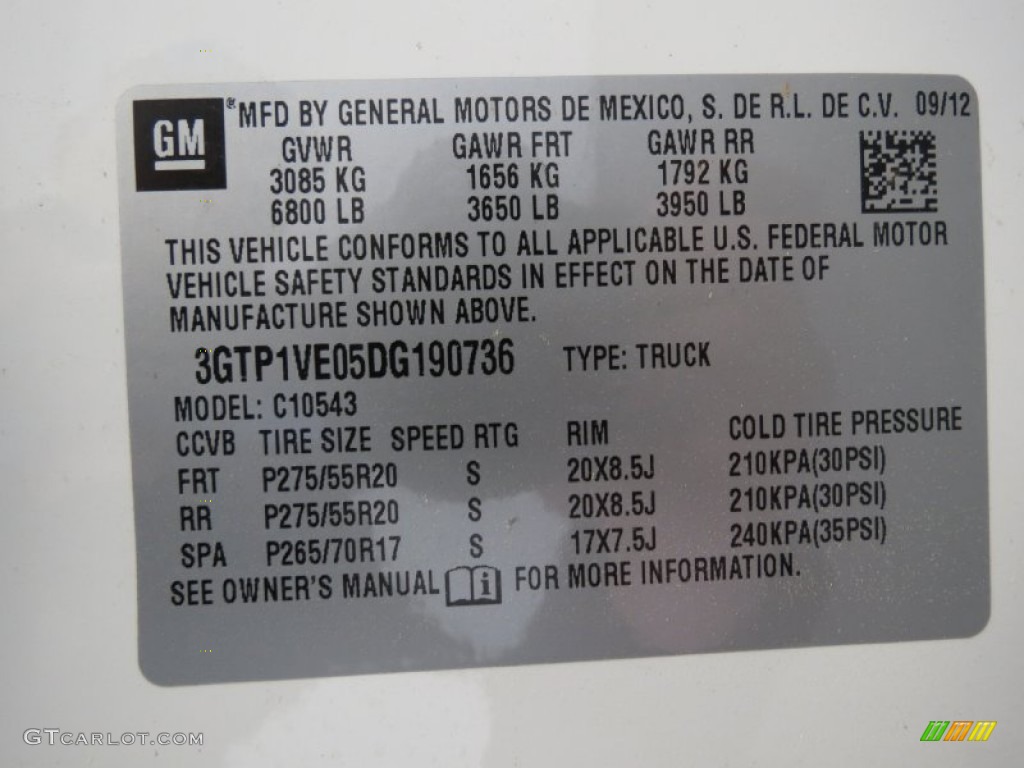 GM ® MFD BY GENERAL MOTORS DE MEXICO, S. DE R.L. DE C.V. 09/12
GVWR GAWR FRT GAWR RR
3085 KG 1656 KG 1792 KG
6800 LB 3650 LB 3950 LB
THIS VEHICLE CONFORMS TO ALL APPLICABLE U.S. FEDERAL MOTOR
VEHICLE SAFETY STANDARDS IN EFFECT ON THE DATE OF
MANUFACTURE SHOWN ABOVE.
3GTP1VE05DG190736 TYPE: TRUCK
MODEL: C10543
CCVB TIRE SIZE SPEED RTG RIM COLD TIRE PRESSURE
FRT P275/55R20 S 20X8.5J 210KPA(30PSI)
RR P275/55R20 S 20X8.5J 210KPA(30PSI)
SPA P265/70R17 S 17X7.5J 240KPA(35PSI)
SEE OWNER'S MANUAL i FOR MORE INFORMATION.
GTCARLOT.COM